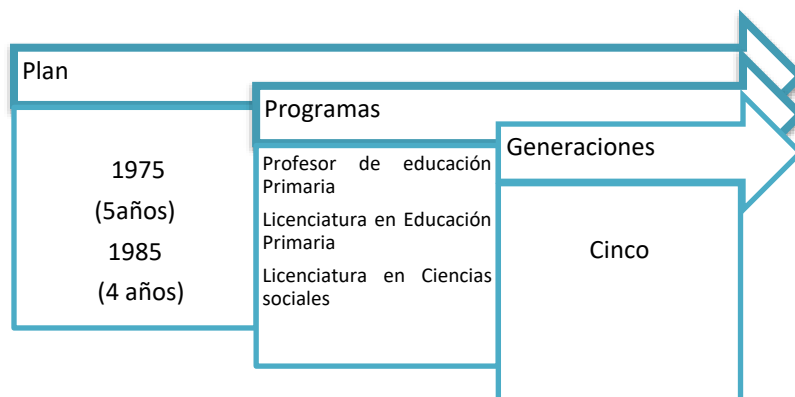 Plan
1975
(5años)
1985
(4 años)
Programas
Profesor de educación
Primaria
Licenciatura en Educación
Primaria
Licenciatura en Ciencias
sociales
Generaciones
Cinco